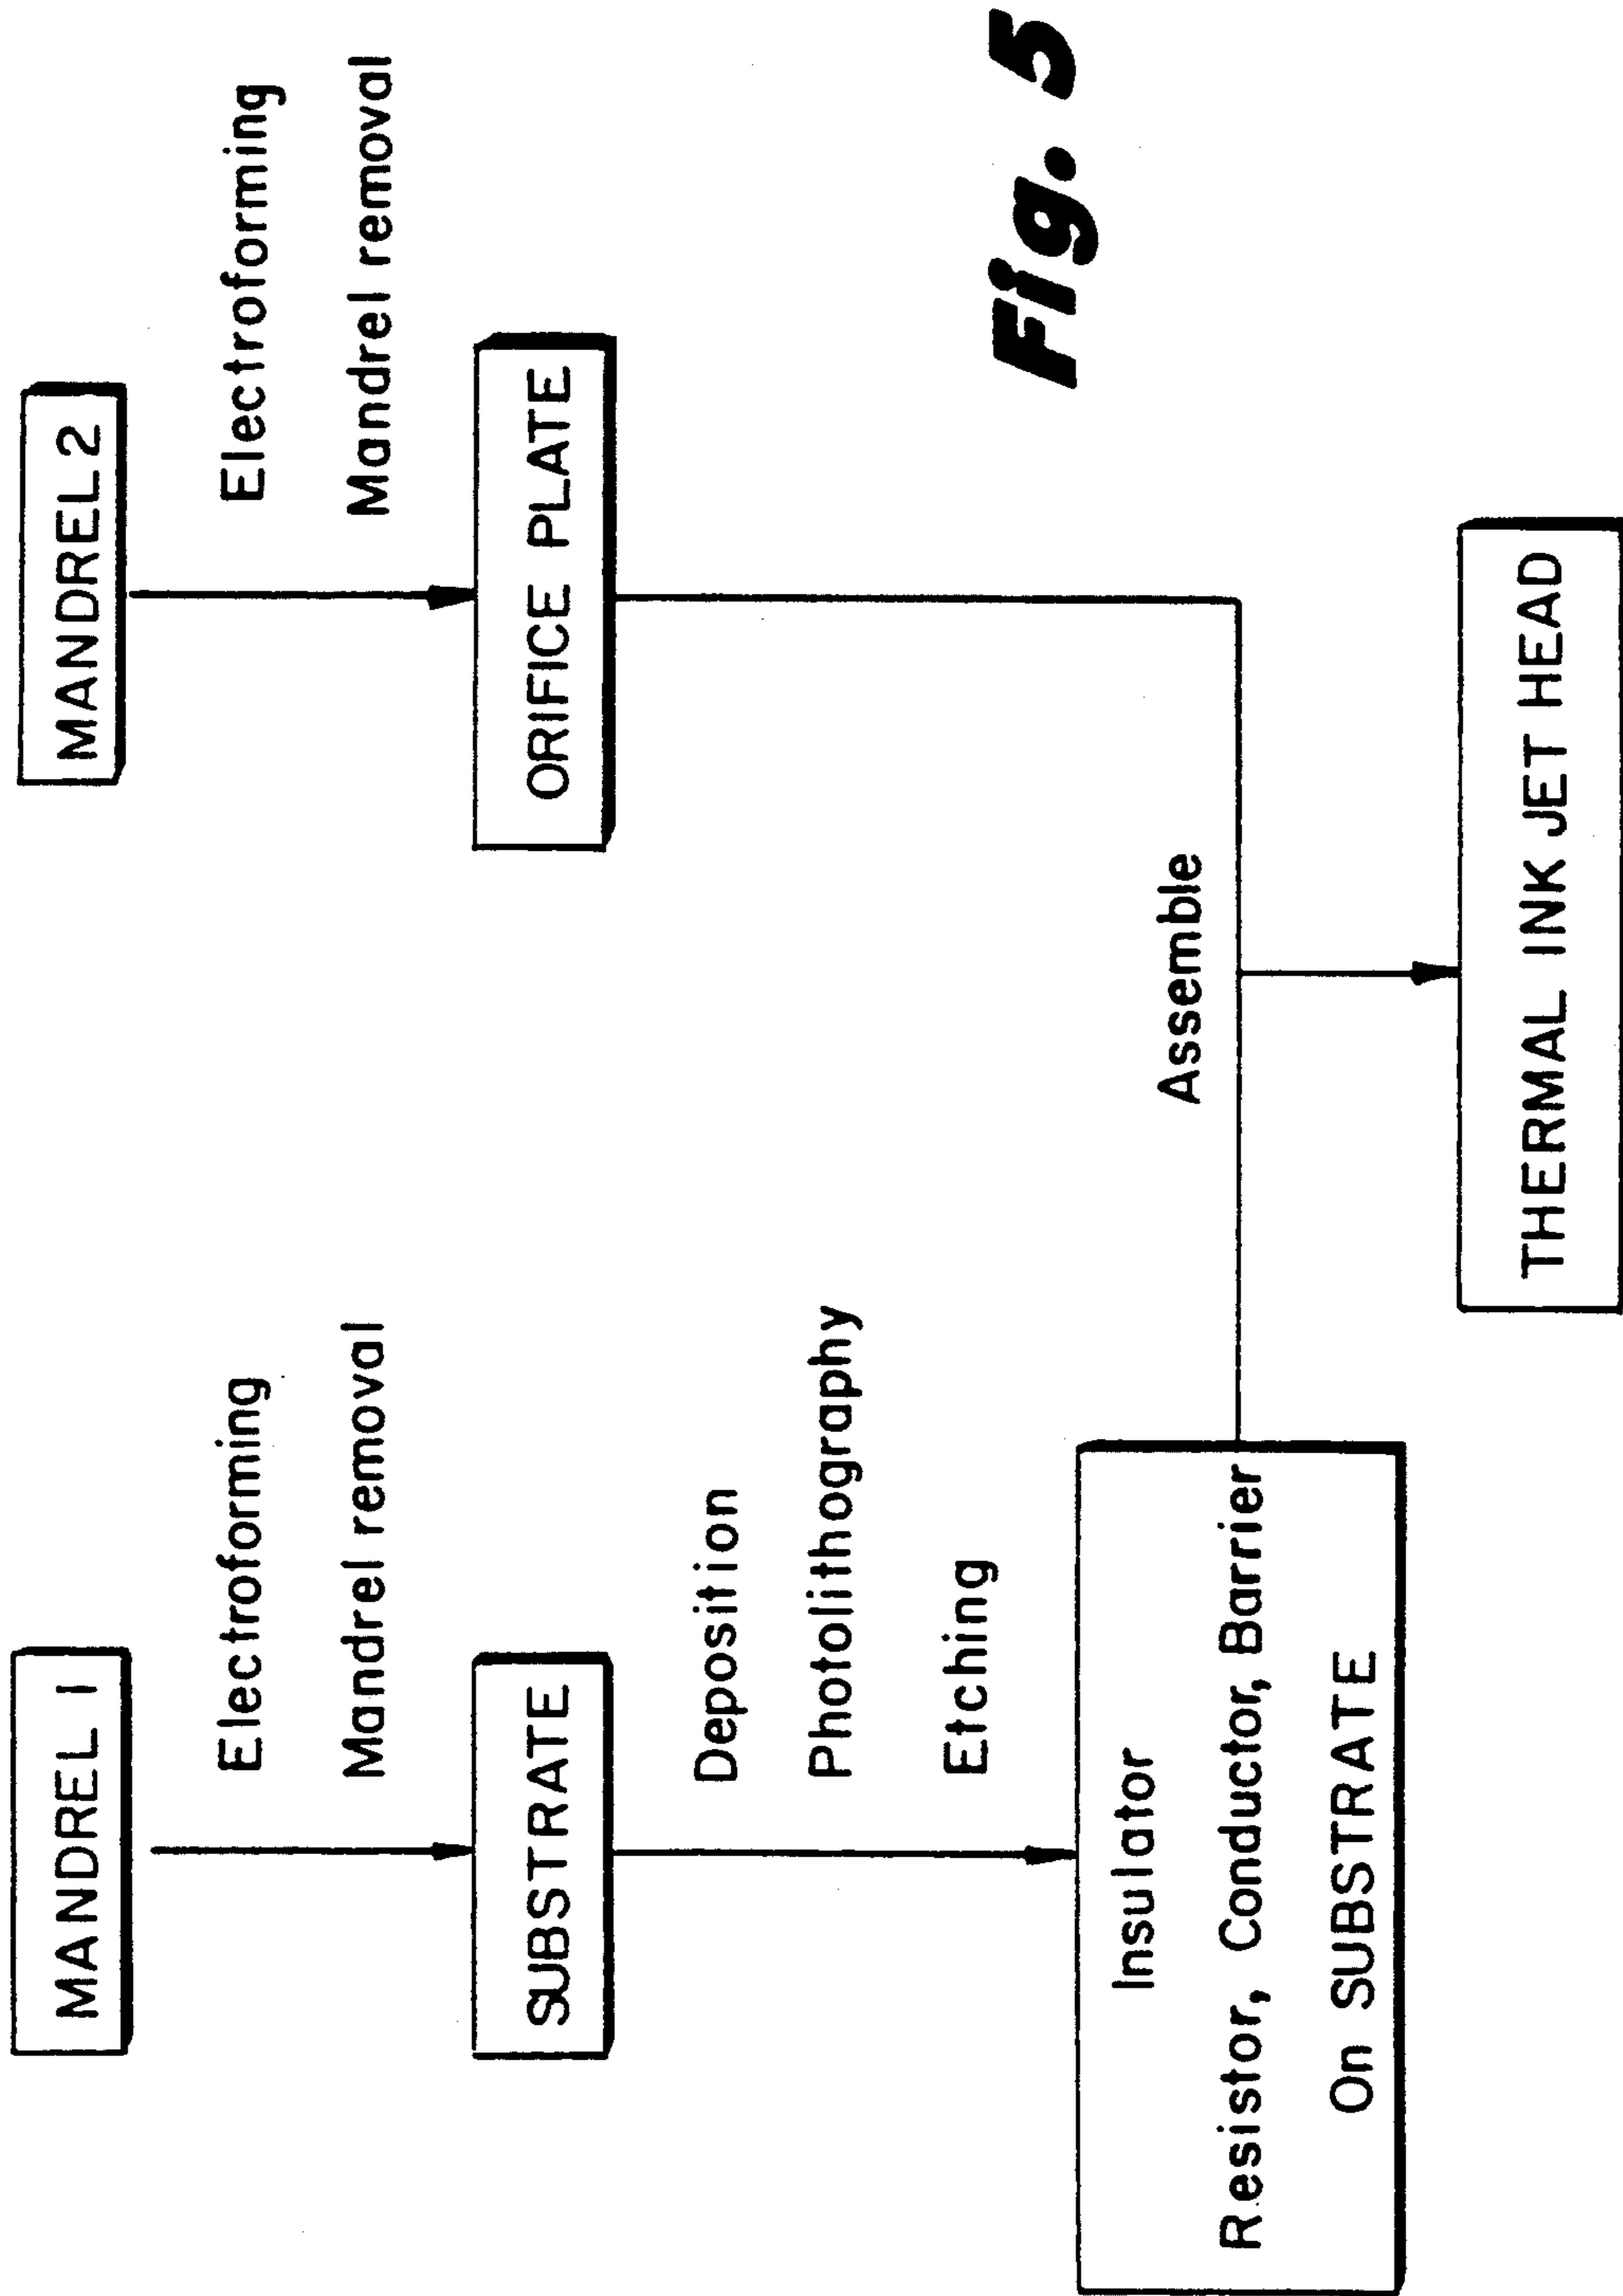 MANDREL 1
Electroforming
Mandrel removal
SUBSTRATE
Deposition
Photolithography
Etching
Insulator
Resistor, Conductor, Barrier
On SUBSTRATE
MANDREL 2
Electroforming
Mandrel removal
ORIFICE PLATE
Assemble
THERMAL INK JET HEAD
Fig. 5